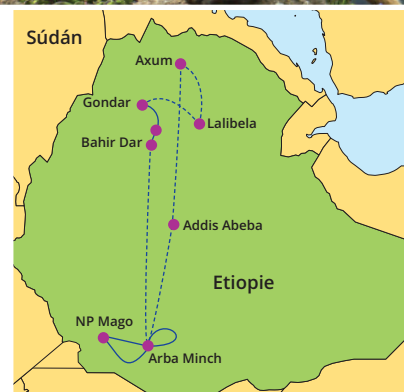 Súdán
Axum
Gondar
Lalibela
Bahir Dar
Addis Abeba
Etiopie
NP Mago
Arba Minch